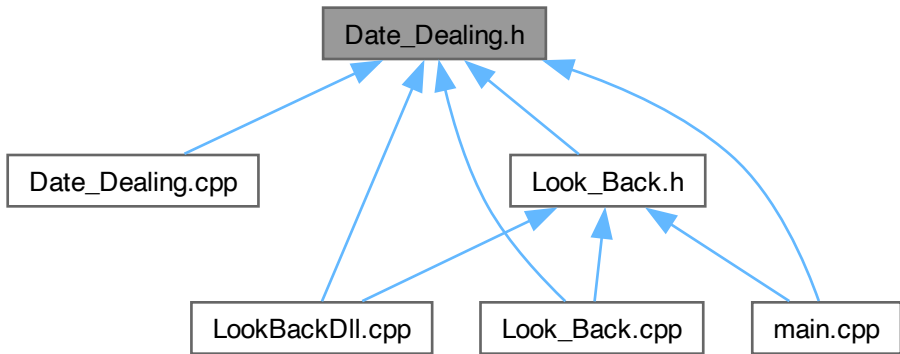 Date_Dealing.h
Date_Dealing.cpp
Look_Back.h
LookBackDll.cpp
Look_Back.cpp
main.cpp